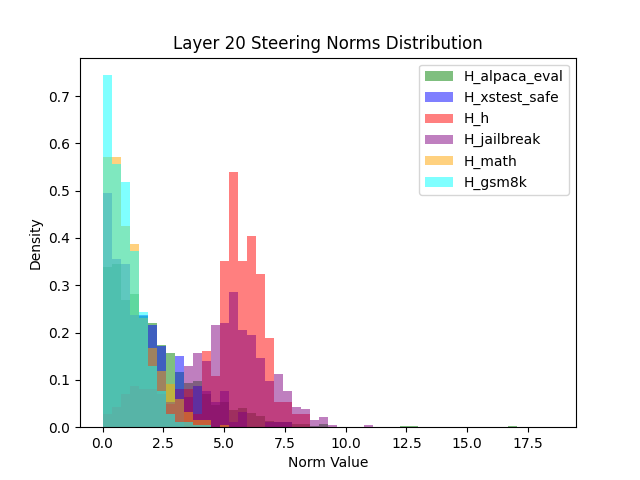 Layer 20 Steering Norms Distribution
H_alpaca_eval
H_xstest_safe
H_h
H_jailbreak
H_math
H_gsm8k
Density
0.7
0.6
0.5
0.4
0.3
0.2
0.1
0.0
0.0 2.5 5.0 7.5 10.0 12.5 15.0 17.5
Norm Value